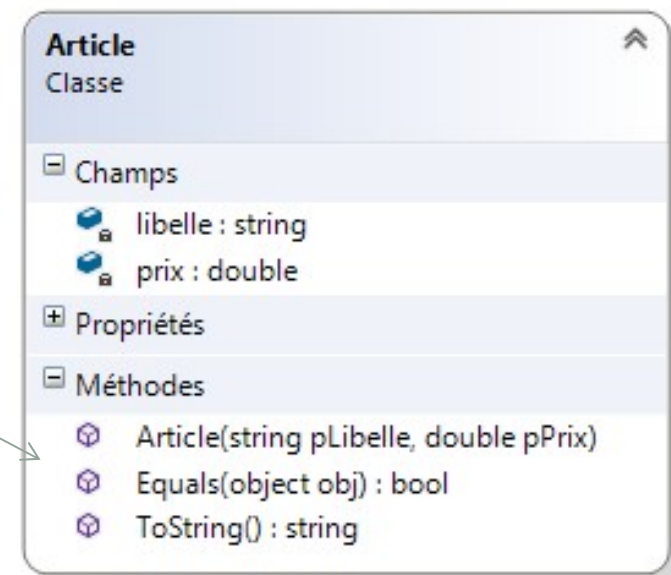 Article
Classe
Champs
libelle : string
prix : double
Propriétés
Méthodes
Article(string pLibelle, double pPrix)
Equals(object obj) : bool
ToString() : string